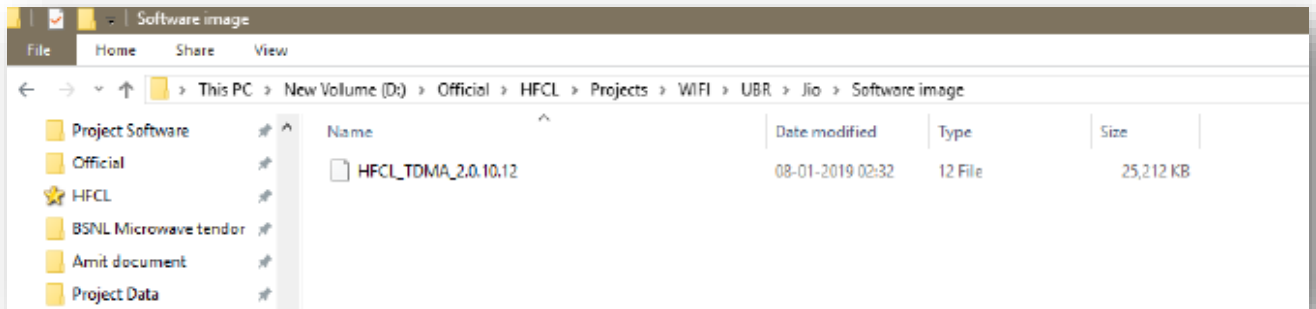 Software image
File Home Share View
This PC > New Volume (D:) > Official > HFCL > Projects > WIFI > UBR > Jio > Software image
Name Date modified Type Size
Project Software
Official
HFCL
BSNL Microwave tendor
Amit document
Project Data
HFCL_TDMA_2.0.10.12 08-01-2019 02:32 12 File 25,212 KB